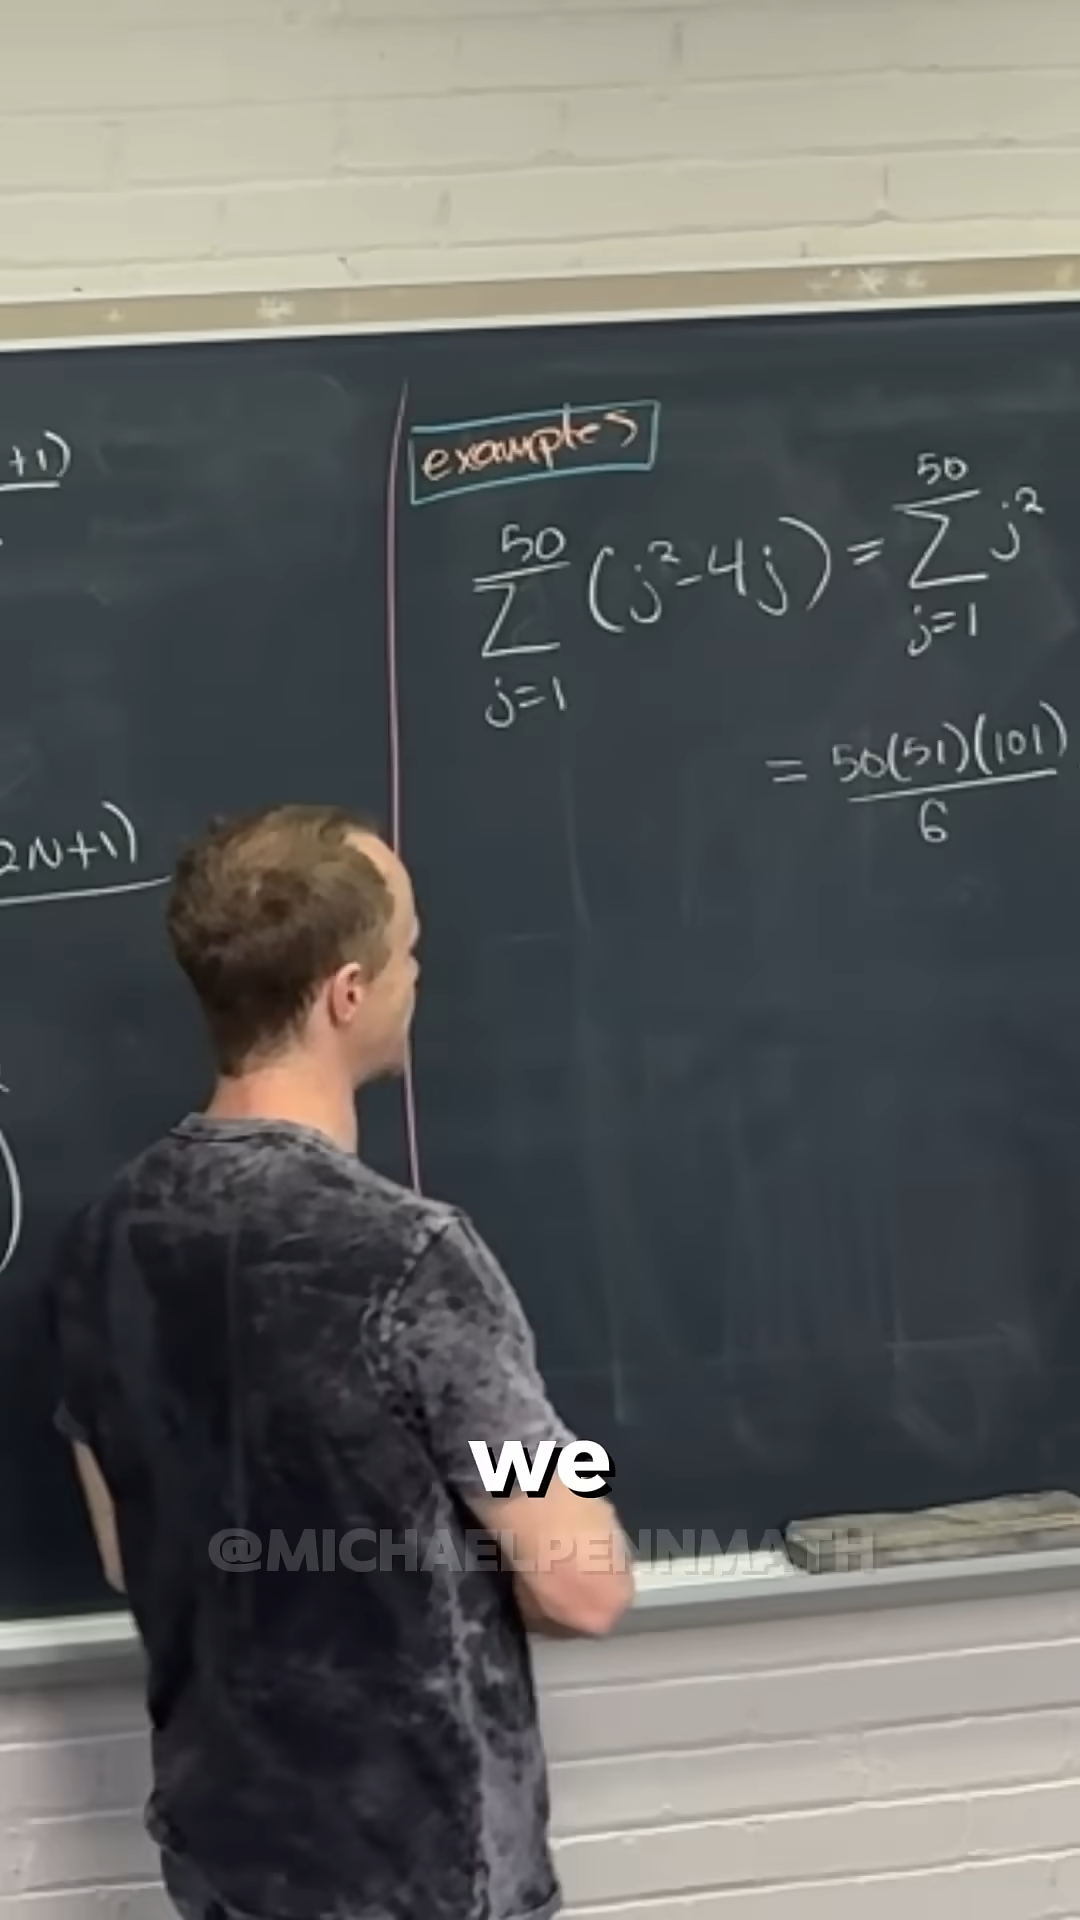 +1)
examples
50 50
∑ (j²-4j) = ∑ j²
j=1 j=1
= 50(51)(101)
6
2N+1)
we
@MICHAELPENNMATH